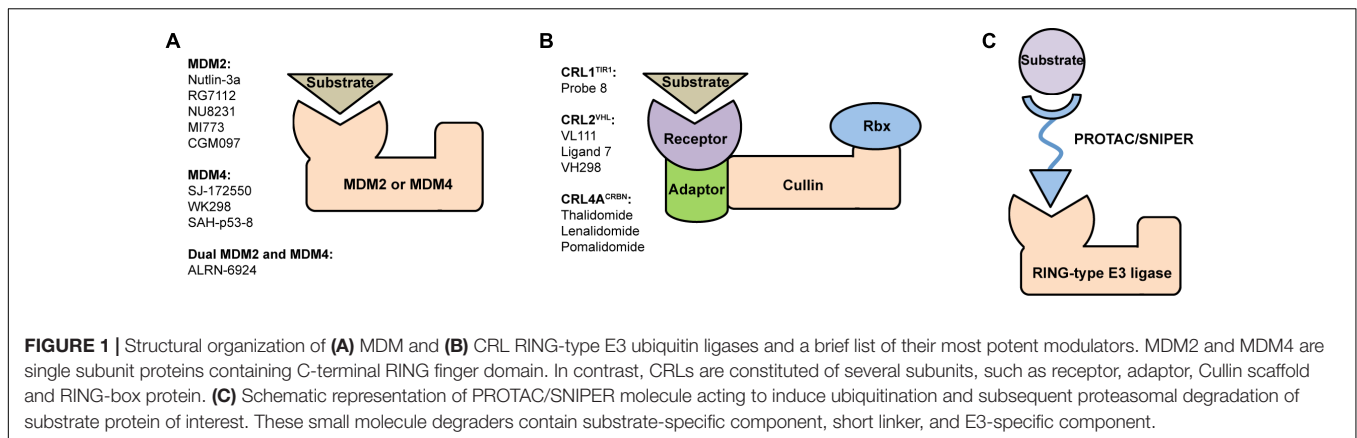 A
MDM2:
Nutlin-3a
RG7112
NU8231
MI773
CGM097
MDM4:
SJ-172550
WK298
SAH-p53-8
Dual MDM2 and MDM4:
ALRN-6924
Substrate
MDM2 or MDM4
B
CRL1TIR1:
Probe 8
CRL2VHL:
VL111
Ligand 7
VH298
CRL4ACRBN:
Thalidomide
Lenalidomide
Pomalidomide
Substrate
Receptor
Adaptor
Cullin
Rbx
C
Substrate
PROTAC/SNIPER
RING-type E3 ligase
FIGURE 1 | Structural organization of (A) MDM and (B) CRL RING-type E3 ubiquitin ligases and a brief list of their most potent modulators. MDM2 and MDM4 are
single subunit proteins containing C-terminal RING finger domain. In contrast, CRLs are constituted of several subunits, such as receptor, adaptor, Cullin scaffold
and RING-box protein. (C) Schematic representation of PROTAC/SNIPER molecule acting to induce ubiquitination and subsequent proteasomal degradation of
substrate protein of interest. These small molecule degraders contain substrate-specific component, short linker, and E3-specific component.